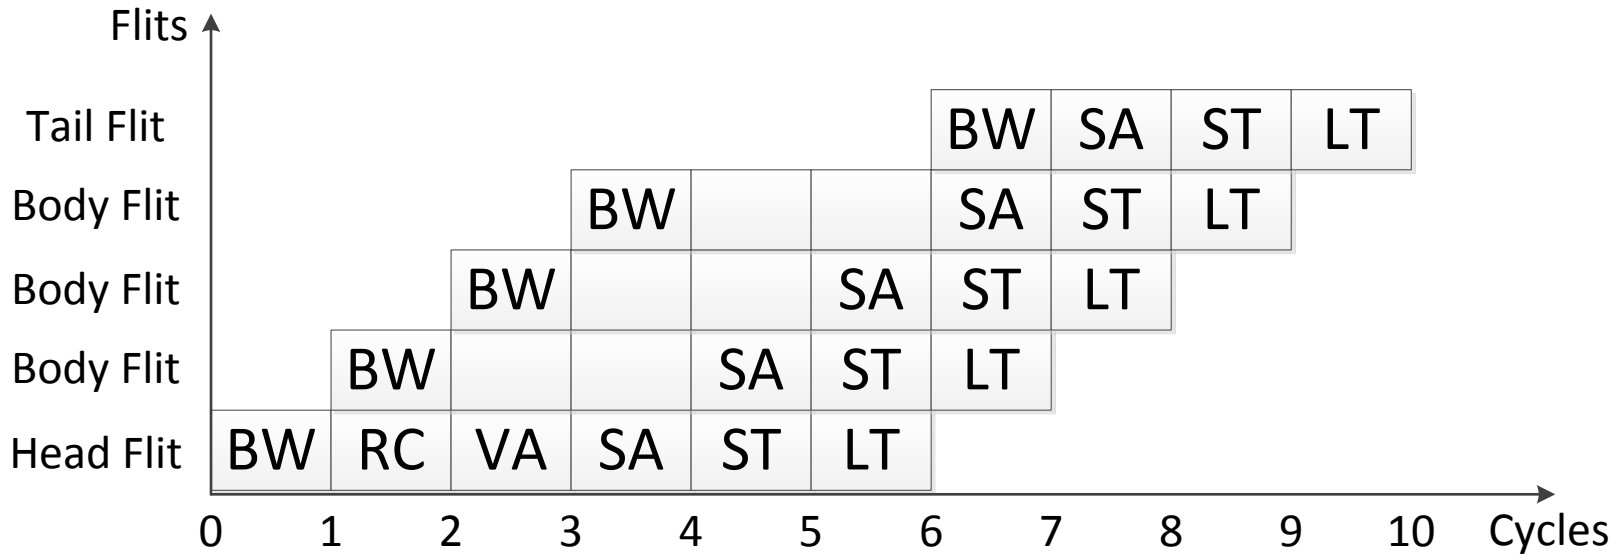 Flits
Tail Flit BW SA ST LT
Body Flit BW SA ST LT
Body Flit BW SA ST LT
Body Flit BW SA ST LT
Head Flit BW RC VA SA ST LT
0 1 2 3 4 5 6 7 8 9 10 Cycles